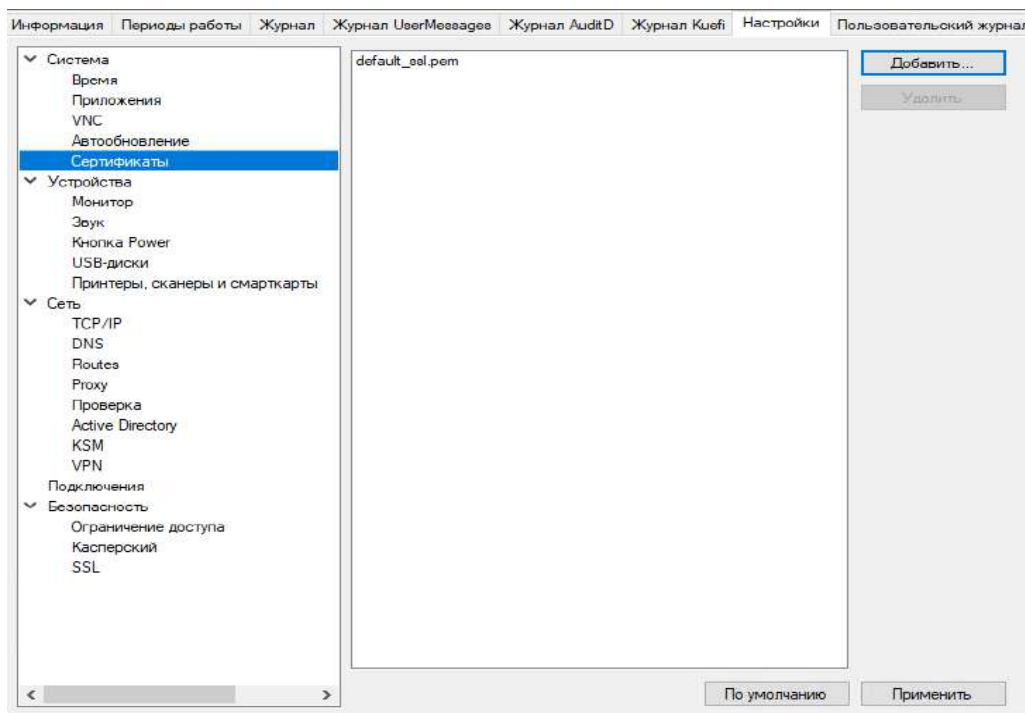 Информация Периоды работы Журнал Журнал UserMessages Журнал AuditD Журнал Kuefi Настройки Пользовательский журнал
Система
Время
Приложения
VNC
Автообновление
Сертификаты
Устройства
Монитор
Звук
Кнопка Power
USB-диски
Принтеры, сканеры и смарткарты
Сеть
TCP/IP
DNS
Routes
Proxy
Проверка
Active Directory
KSM
VPN
Подключения
Безопасность
Ограничение доступа
Касперский
SSL
default_ssl.pem
Добавить...
Удалить
По умолчанию Применить